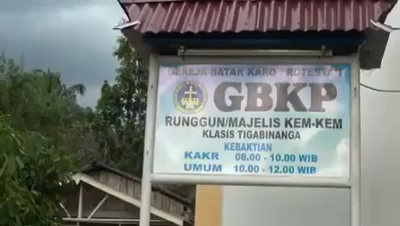 GEREJA BATAK KARO PROTESTAN
GBKP
RUNGGUN/MAJELIS KEM-KEM
KLASIS TIGABINANGA
KEBAKTIAN
KAKR 08.00 - 10.00 WIB
UMUM 10.00 - 12.00 WIB